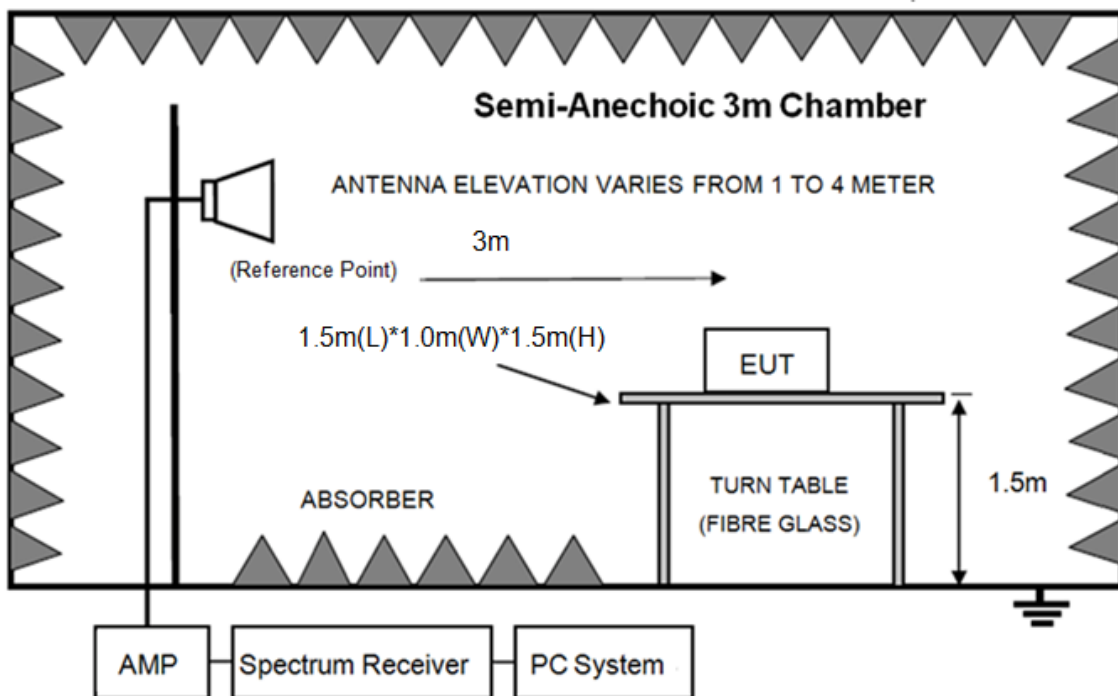 Semi-Anechoic 3m Chamber
ANTENNA ELEVATION VARIES FROM 1 TO 4 METER
3m
(Reference Point)
1.5m(L)*1.0m(W)*1.5m(H)
EUT
ABSORBER
TURN TABLE
(FIBRE GLASS)
1.5m
AMP
Spectrum Receiver
PC System